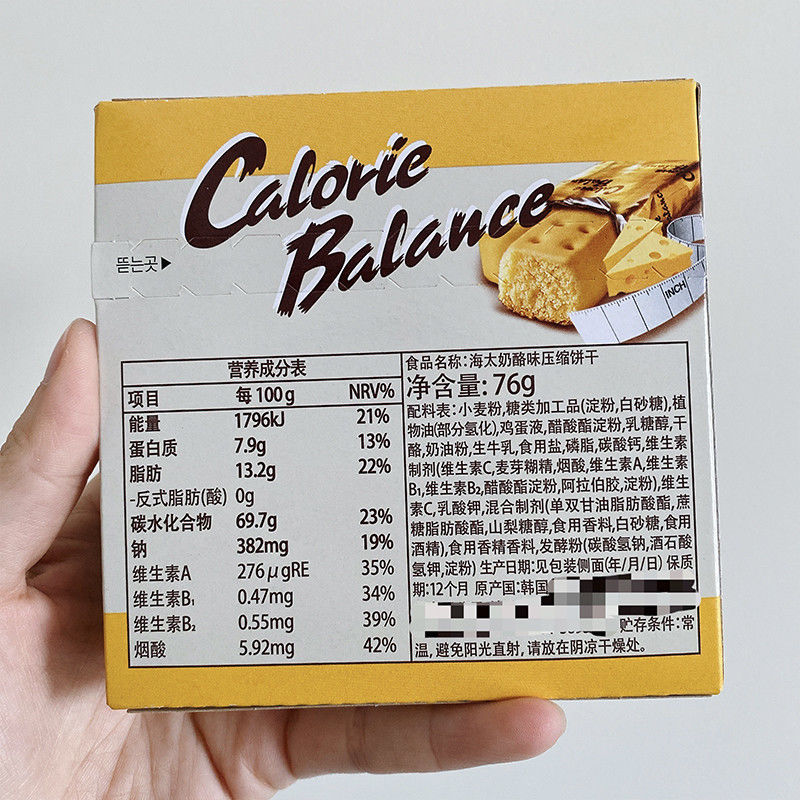 Calorie
Balance
뜯는곳▶
INCH
营养成分表
项目 每100g NRV%
能量 1796kJ 21%
蛋白质 7.9g 13%
脂肪 13.2g 22%
-反式脂肪(酸) 0g
碳水化合物 69.7g 23%
钠 382mg 19%
维生素A 276μgRE 35%
维生素B₁ 0.47mg 34%
维生素B₂ 0.55mg 39%
烟酸 5.92mg 42%
食品名称:海太奶酪味压缩饼干
净含量:76g
配料表:小麦粉,糖类加工品(淀粉,白砂糖),植
物油(部分氢化),鸡蛋液,醋酸酯淀粉,乳糖醇,干
酪,奶油粉,生牛乳,食用盐,磷脂,碳酸钙,维生素
制剂(维生素C,麦芽糊精,烟酸,维生素A,维生素
B₁,维生素B₂,醋酸酯淀粉,阿拉伯胶,淀粉),维生
素C,乳酸钾,混合制剂(单双甘油脂肪酸酯,蔗
糖脂肪酸酯,山梨糖醇,食用香料,白砂糖,食用
酒精),食用香精香料,发酵粉(碳酸氢钠,酒石酸
氢钾,淀粉) 生产日期:见包装侧面(年/月/日) 保质
期:12个月 原产国:韩国
贮存条件:常
温,避免阳光直射,请放在阴凉干燥处。